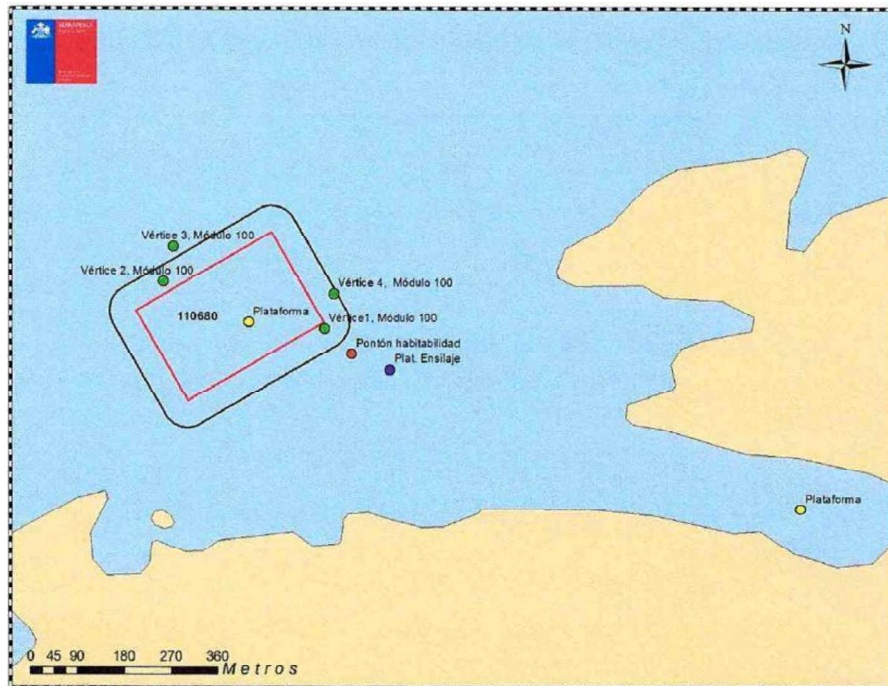 SERNAPESCA
N
Vértice 3, Módulo 100
Vértice 2. Módulo 100
Vértice 4, Módulo 100
110680
Plataforma
Vértice1, Módulo 100
Pontón habitabilidad
Plat. Ensilaje
Plataforma
0 45 90 180 270 360
Metros